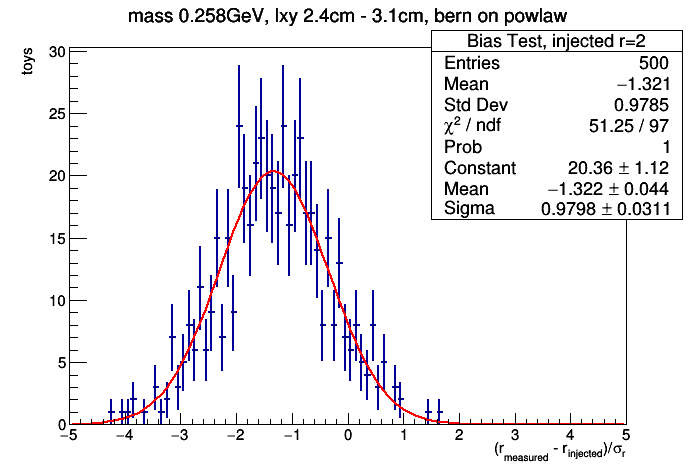 mass 0.258GeV, lxy 2.4cm - 3.1cm, bern on powlaw
Bias Test, injected r=2
Entries 500
Mean −1.321
Std Dev 0.9785
χ² / ndf 51.25 / 97
Prob 1
Constant 20.36 ± 1.12
Mean −1.322 ± 0.044
Sigma 0.9798 ± 0.0311
toys
30
25
20
15
10
5
0
−5 −4 −3 −2 −1 0 1 2 3 4 5
(r_measured - r_injected)/σ_r